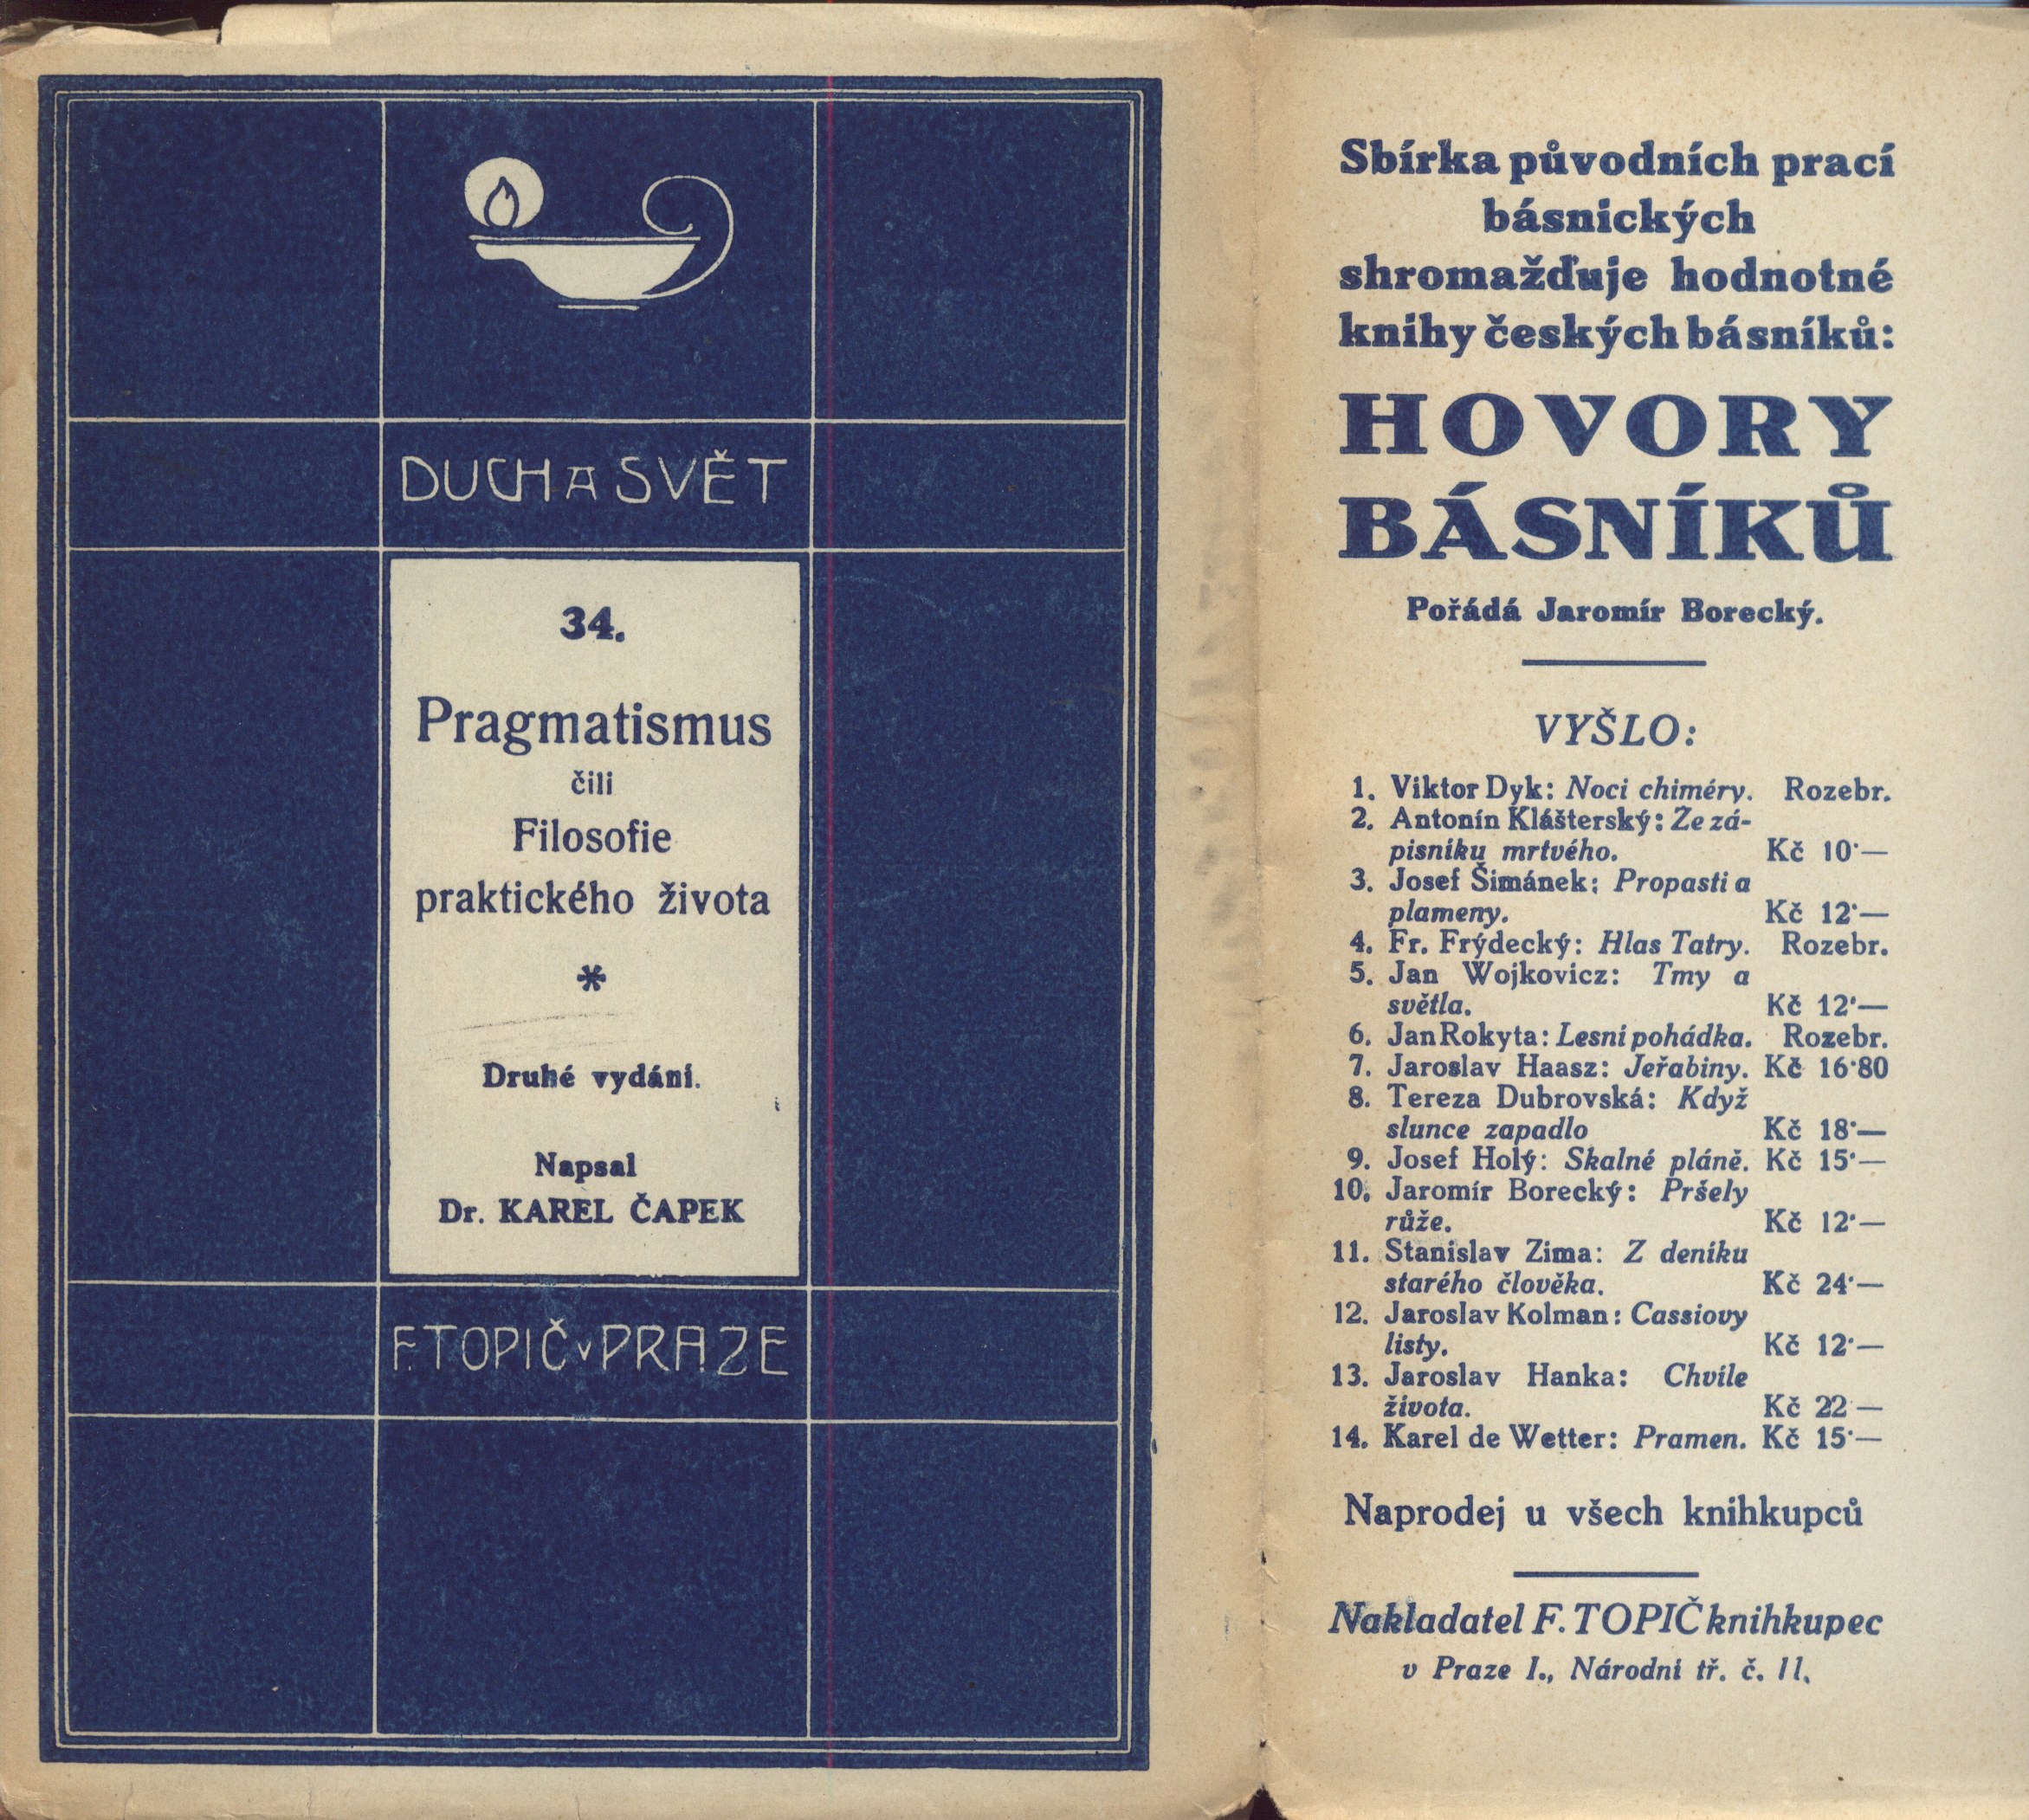 DUCH A SVĚT
34.
Pragmatismus
čili
Filosofie
praktického života
*
Druhé vydání.
Napsal
Dr. KAREL ČAPEK
F. TOPIČ v PRAZE
Sbírka původních prací
básnických
shromažďuje hodnotné
knihy českých básníků:
HOVORY
BÁSNÍKŮ
Pořádá Jaromír Borecký.
VYŠLO:
1. Viktor Dyk: Noci chiméry. Rozebr.
2. Antonín Klášterský: Ze zá-
pisníku mrtvého. Kč 10·—
3. Josef Šimánek: Propasti a
plameny. Kč 12·—
4. Fr. Frýdecký: Hlas Tatry. Rozebr.
5. Jan Wojkovicz: Tmy a
světla. Kč 12·—
6. Jan Rokyta: Lesní pohádka. Rozebr.
7. Jaroslav Haasz: Jeřabiny. Kč 16·80
8. Tereza Dubrovská: Když
slunce zapadlo Kč 18·—
9. Josef Holý: Skalné pláně. Kč 15·—
10. Jaromír Borecký: Pršely
růže. Kč 12·—
11. Stanislav Zima: Z deníku
starého člověka. Kč 24·—
12. Jaroslav Kolman: Cassiovy
listy. Kč 12·—
13. Jaroslav Hanka: Chvíle
života. Kč 22·—
14. Karel de Wetter: Pramen. Kč 15·—
Naprodej u všech knihkupců
Nakladatel F. TOPIČ knihkupec
v Praze I., Národní tř. č. 11.